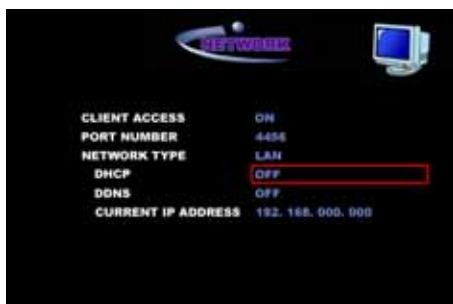 NETWORK
CLIENT ACCESS ON
PORT NUMBER 4456
NETWORK TYPE LAN
DHCP OFF
DDNS OFF
CURRENT IP ADDRESS 192. 168. 000. 000